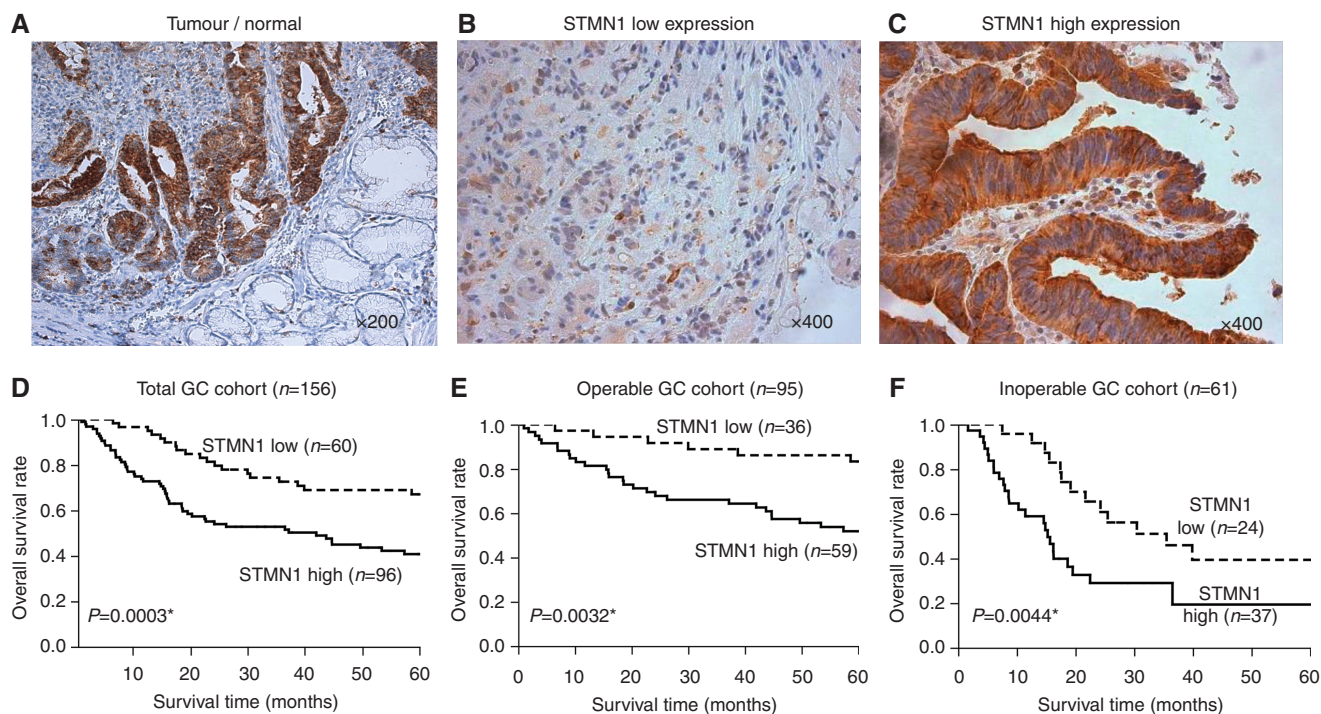 A
Tumour / normal
×200
B
STMN1 low expression
×400
C
STMN1 high expression
×400
D
Total GC cohort (n=156)
Overall survival rate
1.0
0.8
0.6
0.4
0.2
0.0
STMN1 low (n=60)
STMN1 high (n=96)
P=0.0003*
10 20 30 40 50 60
Survival time (months)
E
Operable GC cohort (n=95)
Overall survival rate
1.0
0.8
0.6
0.4
0.2
0.0
STMN1 low (n=36)
STMN1 high (n=59)
P=0.0032*
0 10 20 30 40 50 60
Survival time (months)
F
Inoperable GC cohort (n=61)
Overall survival rate
1.0
0.8
0.6
0.4
0.2
0.0
STMN1
low (n=24)
STMN1
high (n=37)
P=0.0044*
0 10 20 30 40 50 60
Survival time (months)